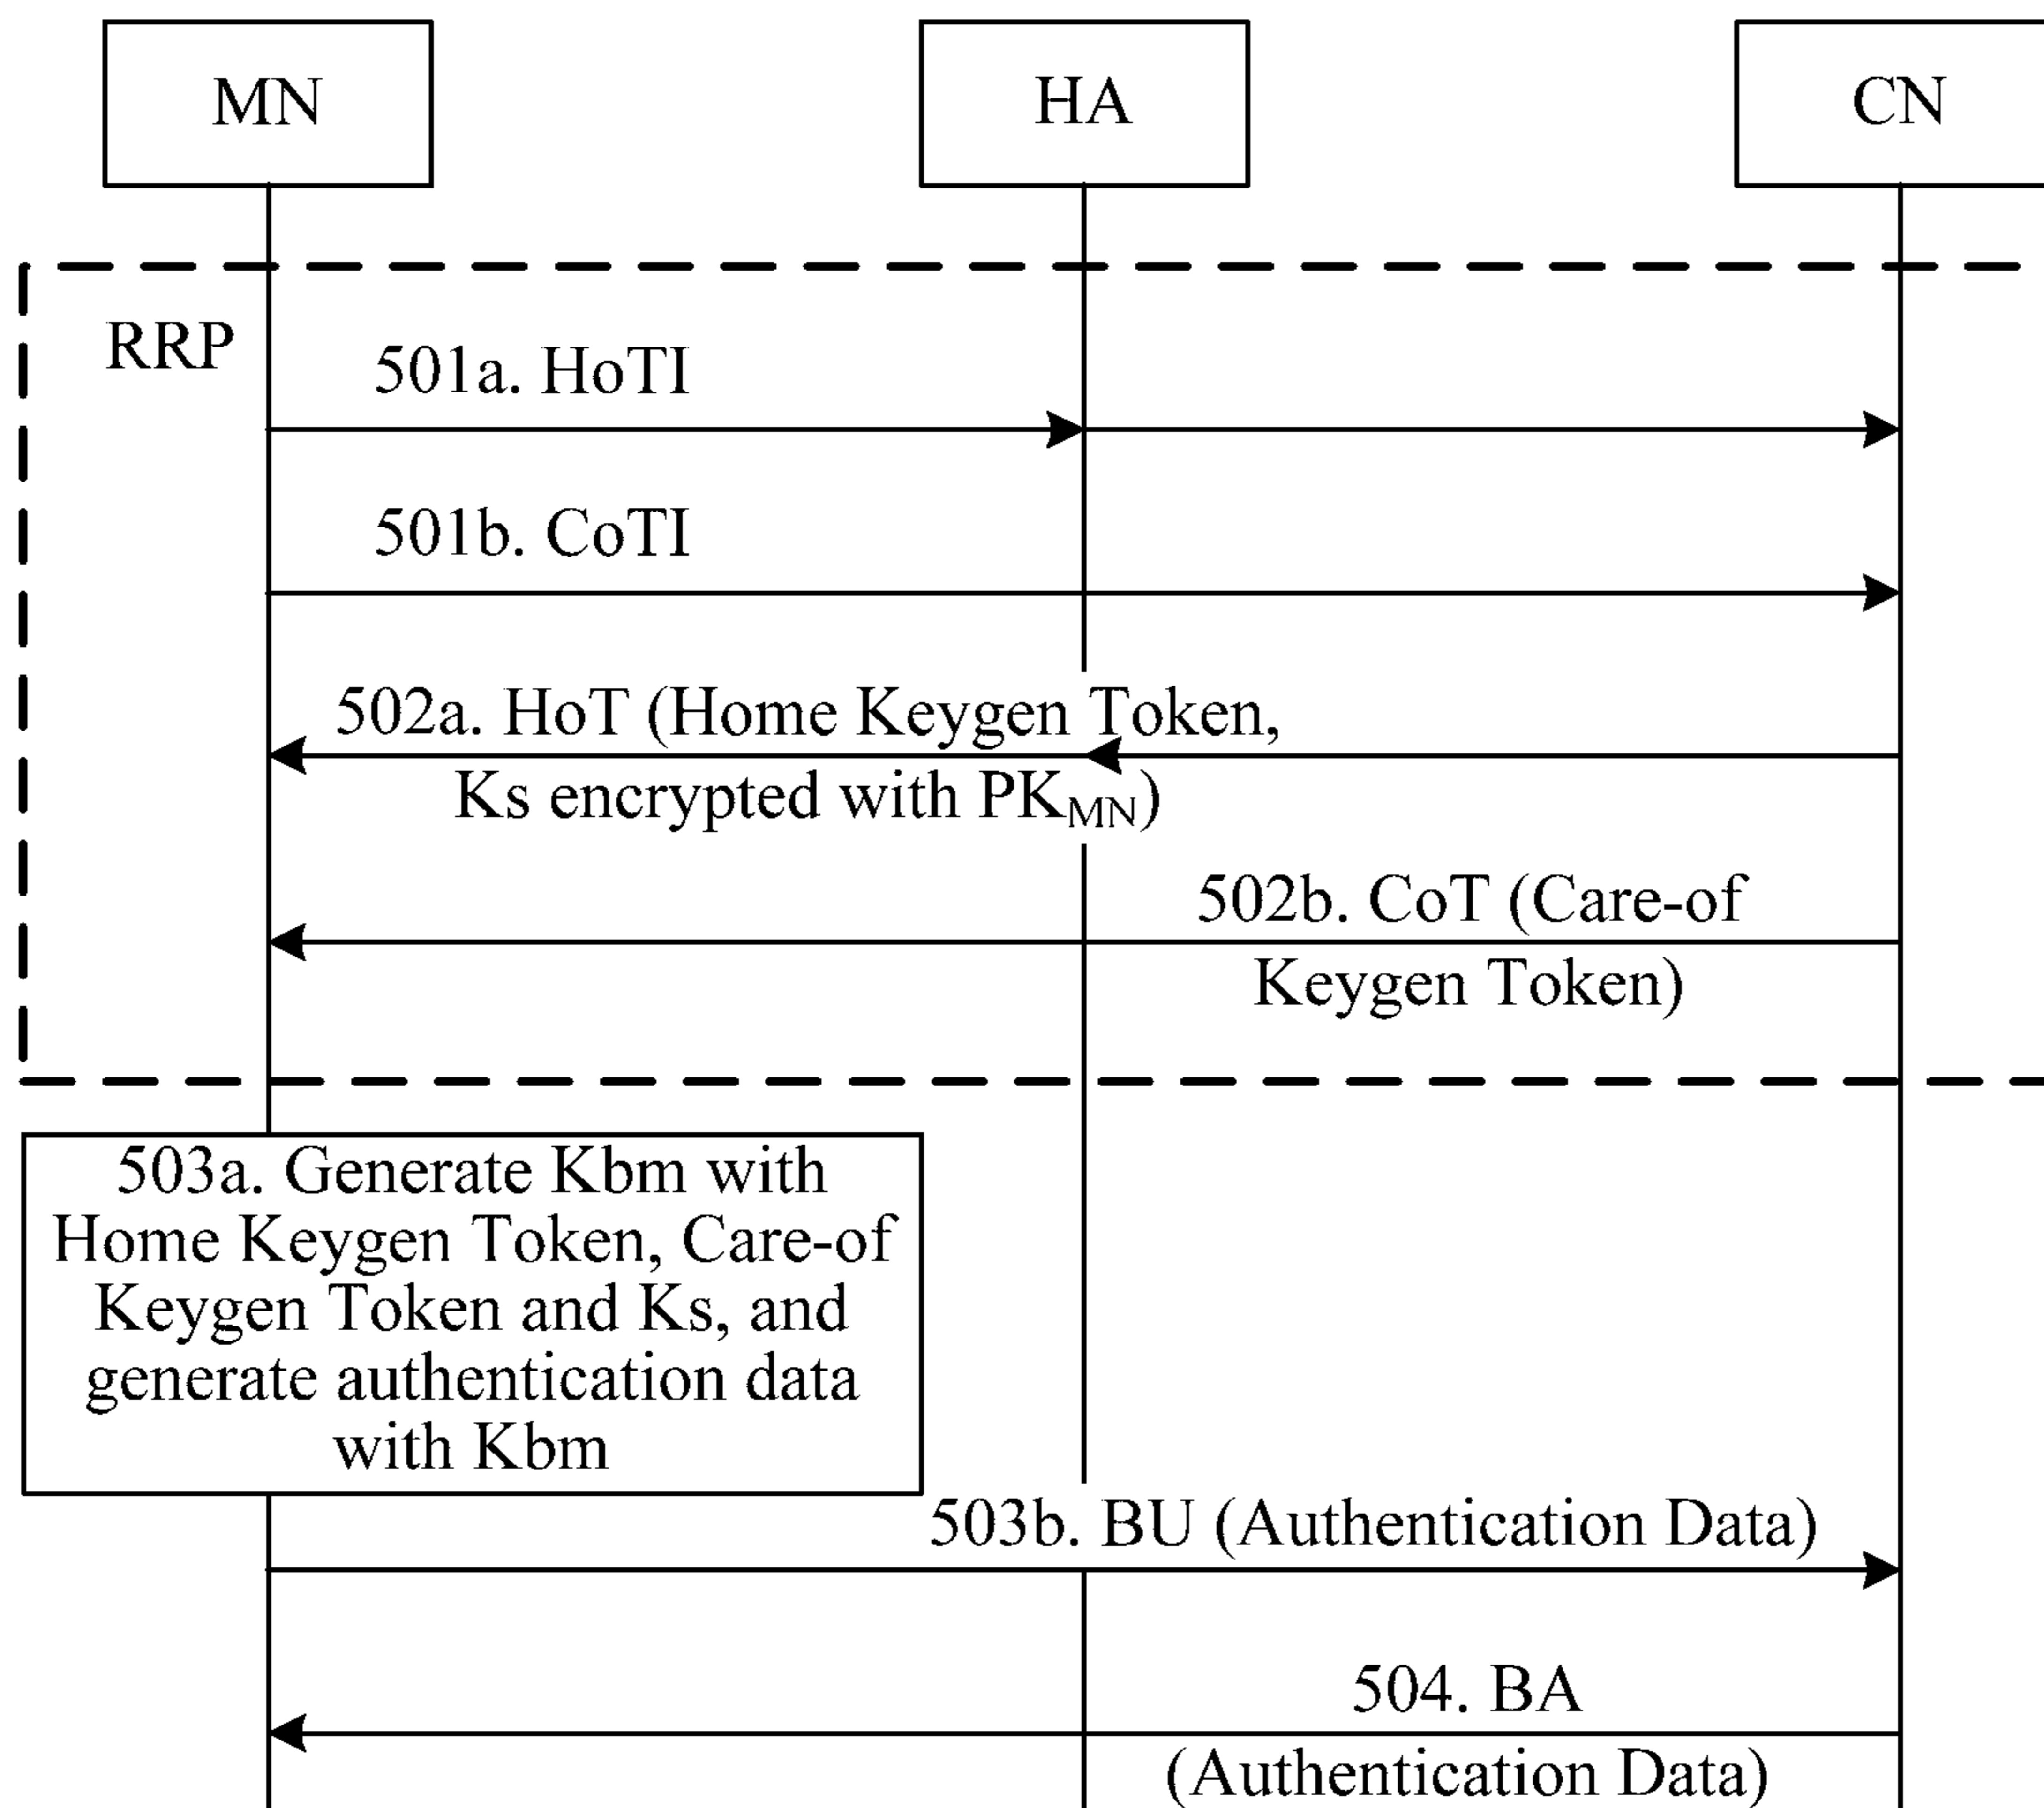 MN
HA
CN
RRP
501a. HoTI
501b. CoTI
502a. HoT (Home Keygen Token,
Ks encrypted with PKMN)
502b. CoT (Care-of
Keygen Token)
503a. Generate Kbm with
Home Keygen Token, Care-of
Keygen Token and Ks, and
generate authentication data
with Kbm
503b. BU (Authentication Data)
504. BA
(Authentication Data)